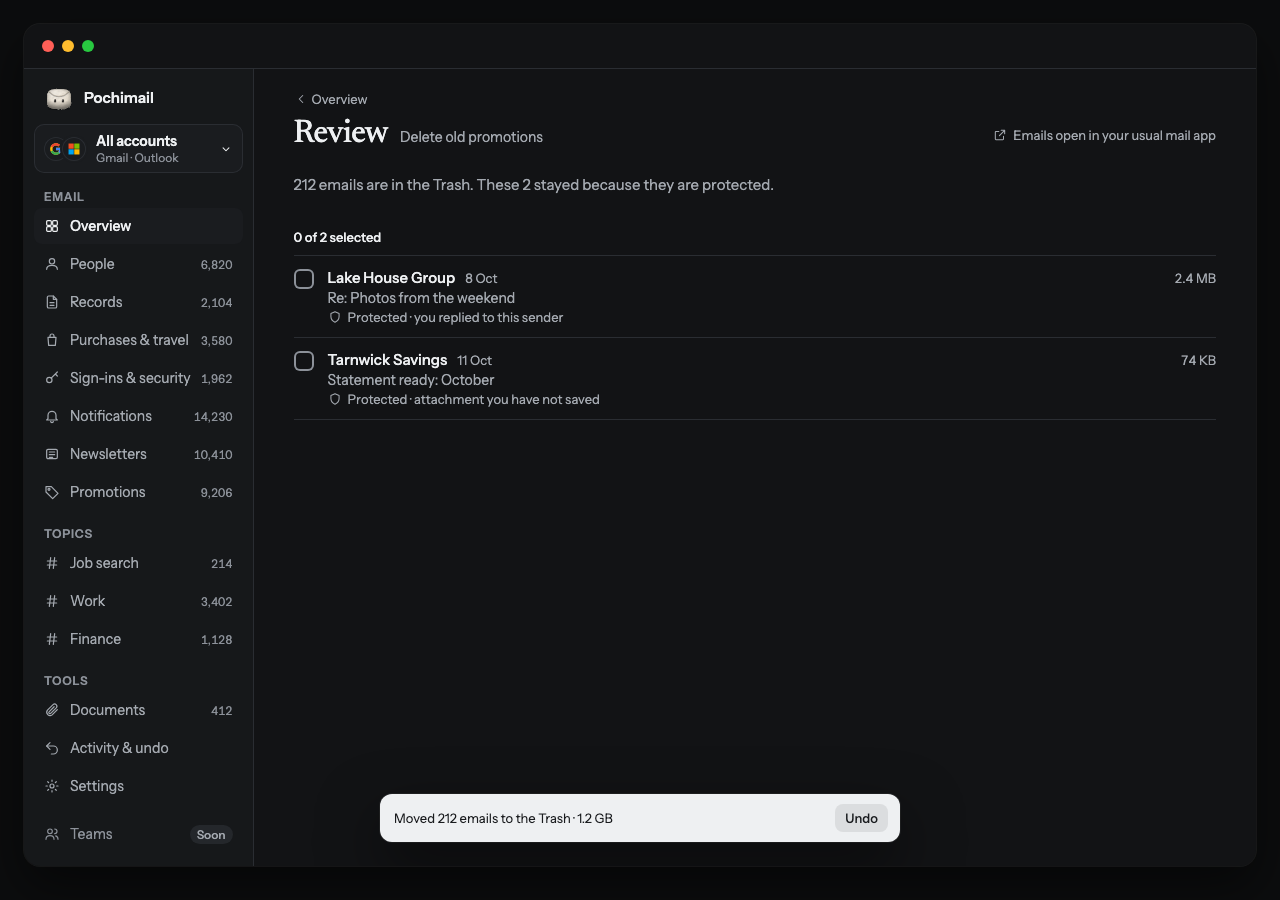 Pochimail
All accounts
Gmail · Outlook
EMAIL
Overview
People 6,820
Records 2,104
Purchases & travel 3,580
Sign-ins & security 1,962
Notifications 14,230
Newsletters 10,410
Promotions 9,206
TOPICS
# Job search 214
# Work 3,402
# Finance 1,128
TOOLS
Documents 412
Activity & undo
Settings
Teams Soon
Overview
Review Delete old promotions
Emails open in your usual mail app
212 emails are in the Trash. These 2 stayed because they are protected.
0 of 2 selected
Lake House Group 8 Oct 2.4 MB
Re: Photos from the weekend
Protected · you replied to this sender
Tarnwick Savings 11 Oct 74 KB
Statement ready: October
Protected · attachment you have not saved
Moved 212 emails to the Trash · 1.2 GB Undo